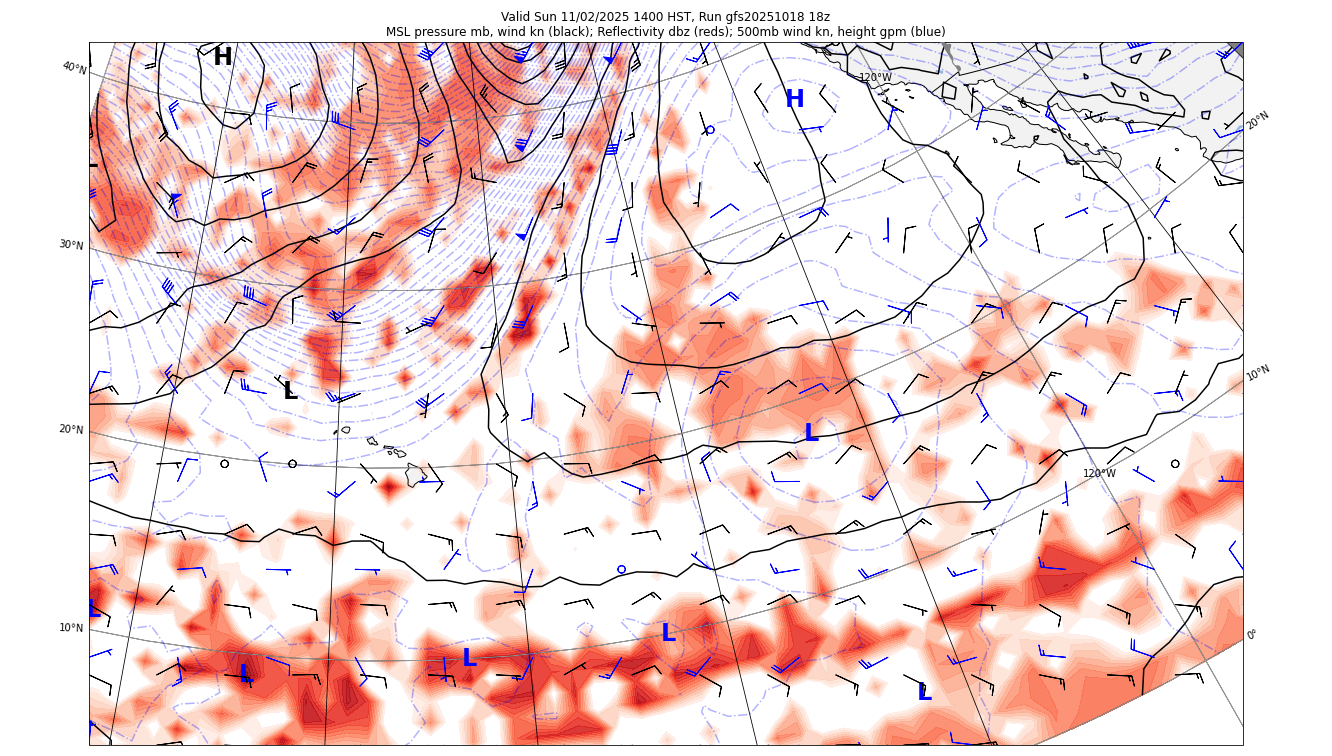 Valid Sun 11/02/2025 1400 HST, Run gfs20251018 18z
MSL pressure mb, wind kn (black); Reflectivity dbz (reds); 500mb wind kn, height gpm (blue)
H
40°N
120°W
H
20°N
30°N
10°N
L
20°N
L
120°W
L
10°N
L
0°
L
L
L